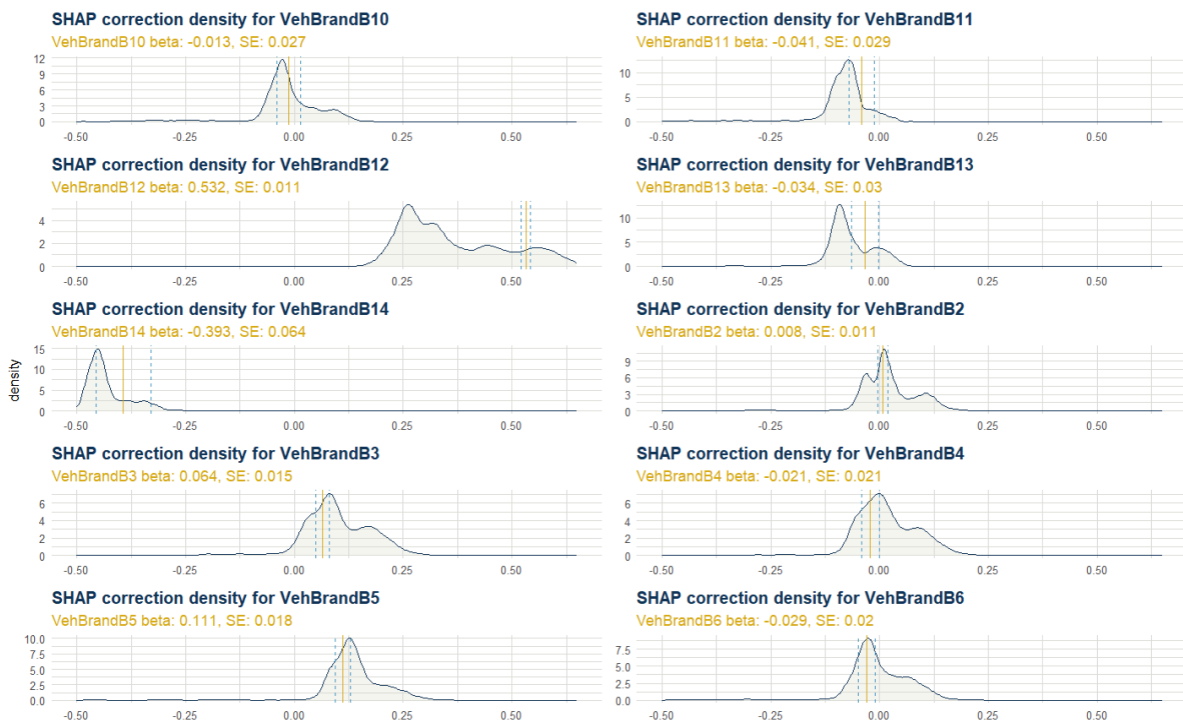 SHAP correction density for VehBrandB10
VehBrandB10 beta: -0.013, SE: 0.027
12
9
6
3
0
-0.50 -0.25 0.00 0.25 0.50
SHAP correction density for VehBrandB11
VehBrandB11 beta: -0.041, SE: 0.029
10
5
0
-0.50 -0.25 0.00 0.25 0.50
SHAP correction density for VehBrandB12
VehBrandB12 beta: 0.532, SE: 0.011
4
2
0
-0.50 -0.25 0.00 0.25 0.50
SHAP correction density for VehBrandB13
VehBrandB13 beta: -0.034, SE: 0.03
10
5
0
-0.50 -0.25 0.00 0.25 0.50
SHAP correction density for VehBrandB14
VehBrandB14 beta: -0.393, SE: 0.064
density
15
10
5
0
-0.50 -0.25 0.00 0.25 0.50
SHAP correction density for VehBrandB2
VehBrandB2 beta: 0.008, SE: 0.011
9
6
3
0
-0.50 -0.25 0.00 0.25 0.50
SHAP correction density for VehBrandB3
VehBrandB3 beta: 0.064, SE: 0.015
6
4
2
0
-0.50 -0.25 0.00 0.25 0.50
SHAP correction density for VehBrandB4
VehBrandB4 beta: -0.021, SE: 0.021
6
4
2
0
-0.50 -0.25 0.00 0.25 0.50
SHAP correction density for VehBrandB5
VehBrandB5 beta: 0.111, SE: 0.018
10.0
7.5
5.0
2.5
0.0
-0.50 -0.25 0.00 0.25 0.50
SHAP correction density for VehBrandB6
VehBrandB6 beta: -0.029, SE: 0.02
7.5
5.0
2.5
0.0
-0.50 -0.25 0.00 0.25 0.50